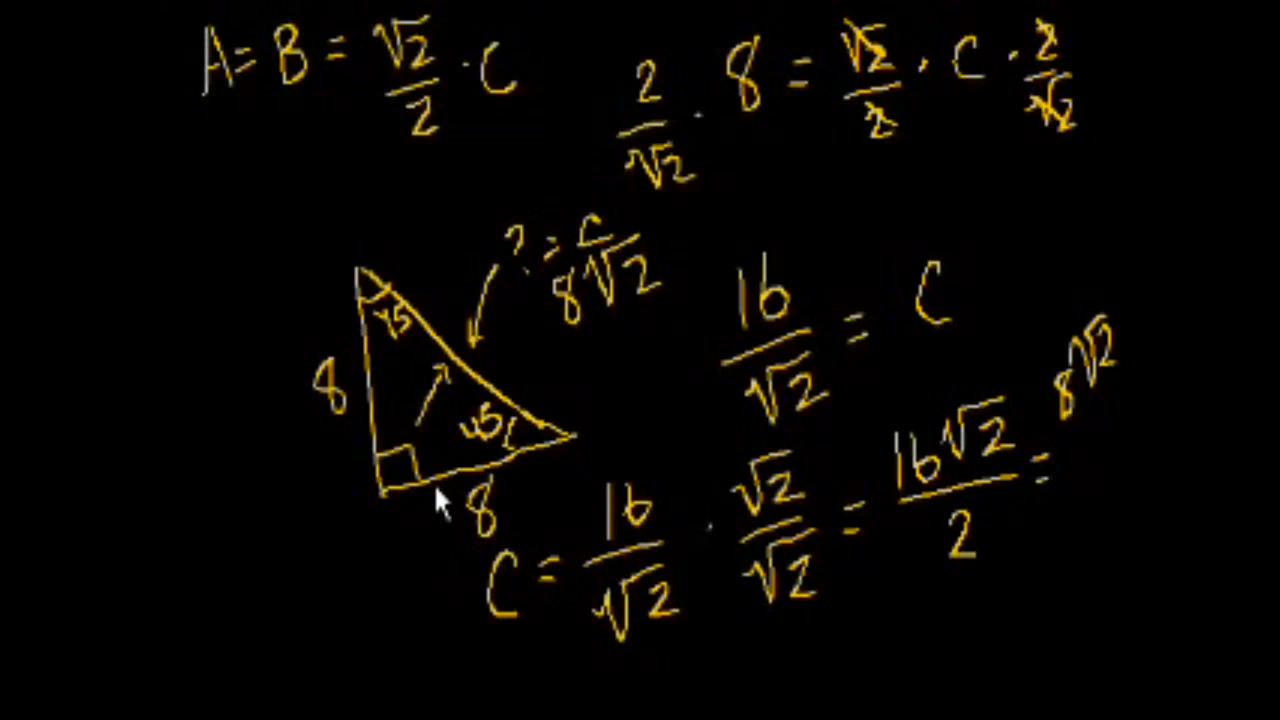 A = B = √2/2 · C
2/√2 · 8 = √2/2 · C · 2/√2
? = C
8√2
45
8
45
8
16/√2 = C
C = 16/√2 · √2/√2 = 16√2/2 = 8√2